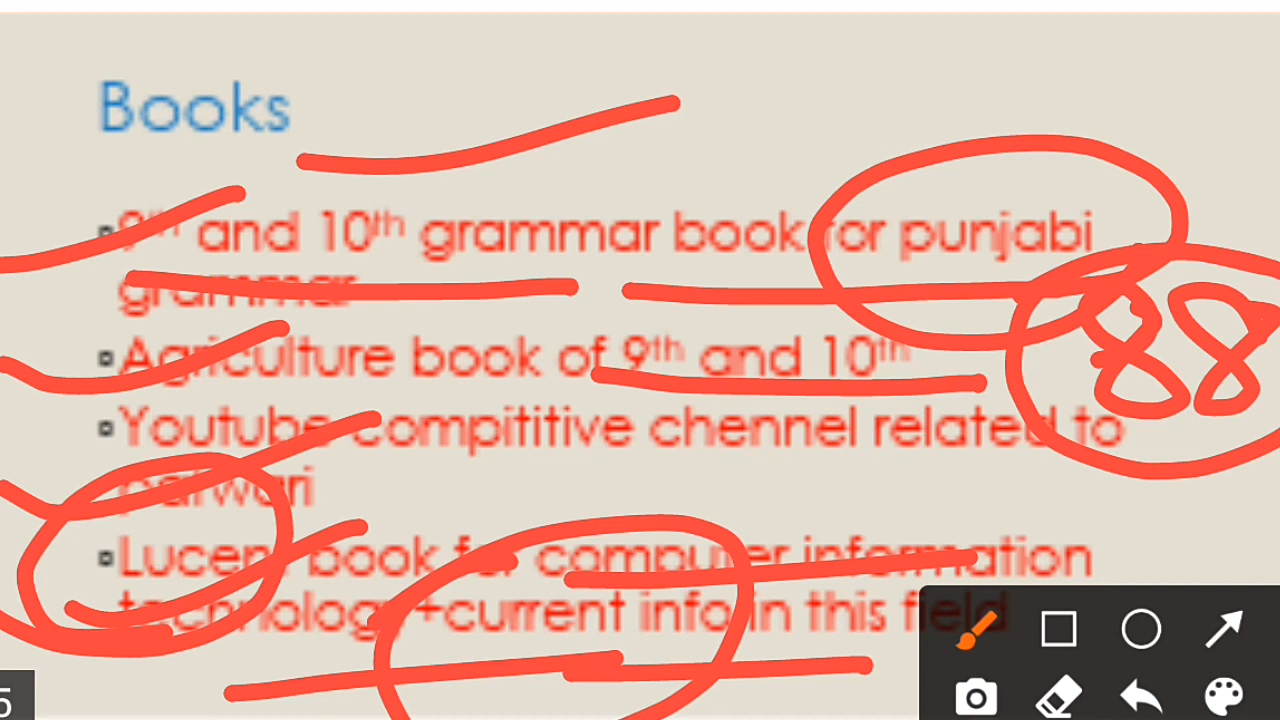 Books
▫9th and 10th grammar book for punjabi
grammar
▫Agriculture book of 9th and 10th
▫Youtube compititive chennel related to
patwari
▫Lucent book for computer information
technology+current info in this field
88
5